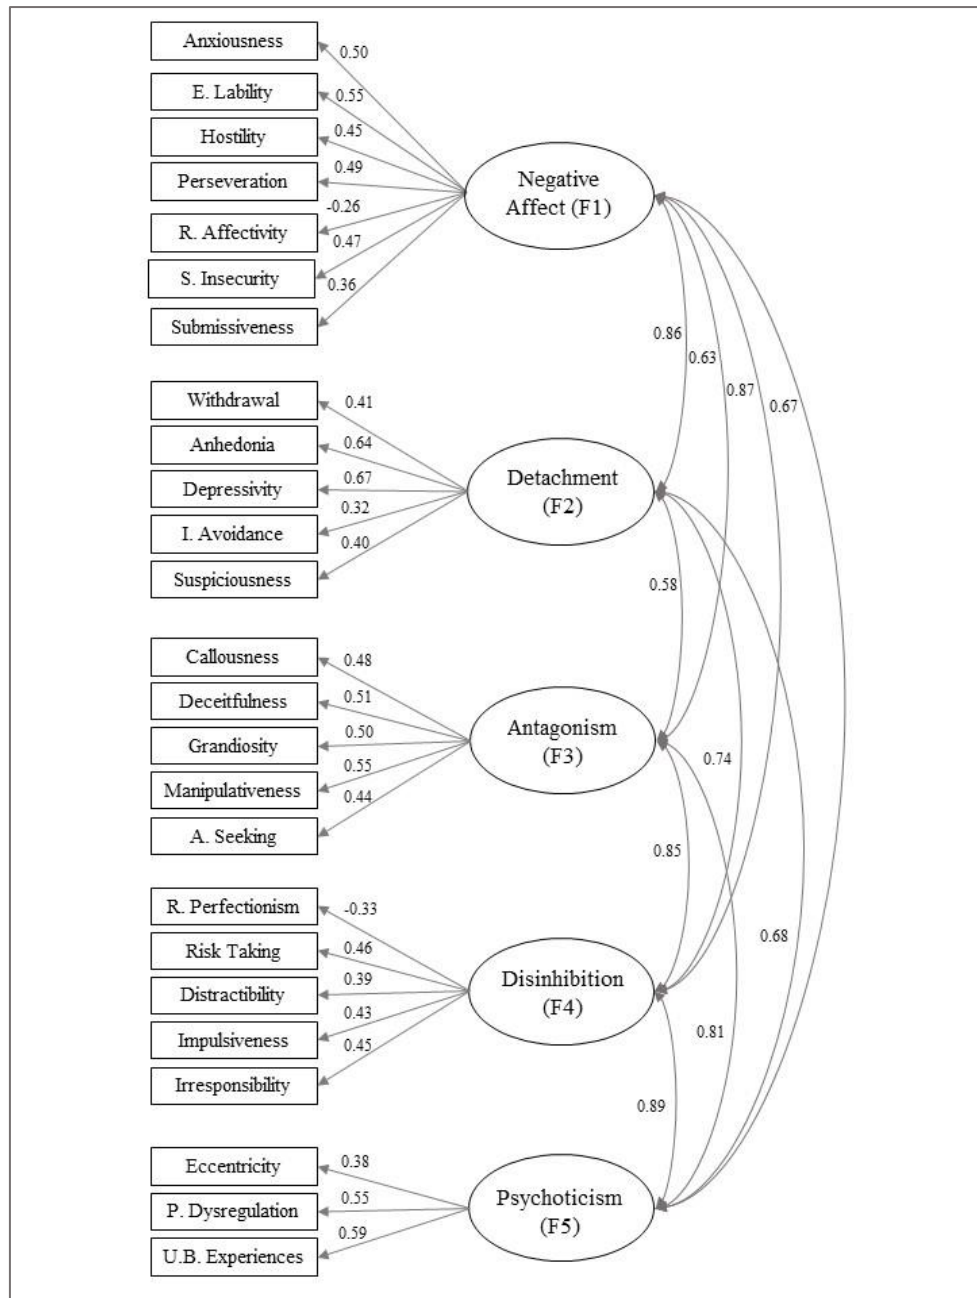 Anxiousness
0.50
E. Lability
0.55
Hostility
0.45
Perseveration
0.49
R. Affectivity
-0.26
S. Insecurity
0.47
Submissiveness
0.36
Negative
Affect (F1)
0.86
0.63
0.87
0.67
Withdrawal
0.41
Anhedonia
0.64
Depressivity
0.67
I. Avoidance
0.32
Suspiciousness
0.40
Detachment
(F2)
0.58
0.74
0.68
Callousness
0.48
Deceitfulness
0.51
Grandiosity
0.50
Manipulativeness
0.55
A. Seeking
0.44
Antagonism
(F3)
0.85
0.81
R. Perfectionism
-0.33
Risk Taking
0.46
Distractibility
0.39
Impulsiveness
0.43
Irresponsibility
0.45
Disinhibition
(F4)
0.89
Eccentricity
0.38
P. Dysregulation
0.55
U.B. Experiences
0.59
Psychoticism
(F5)